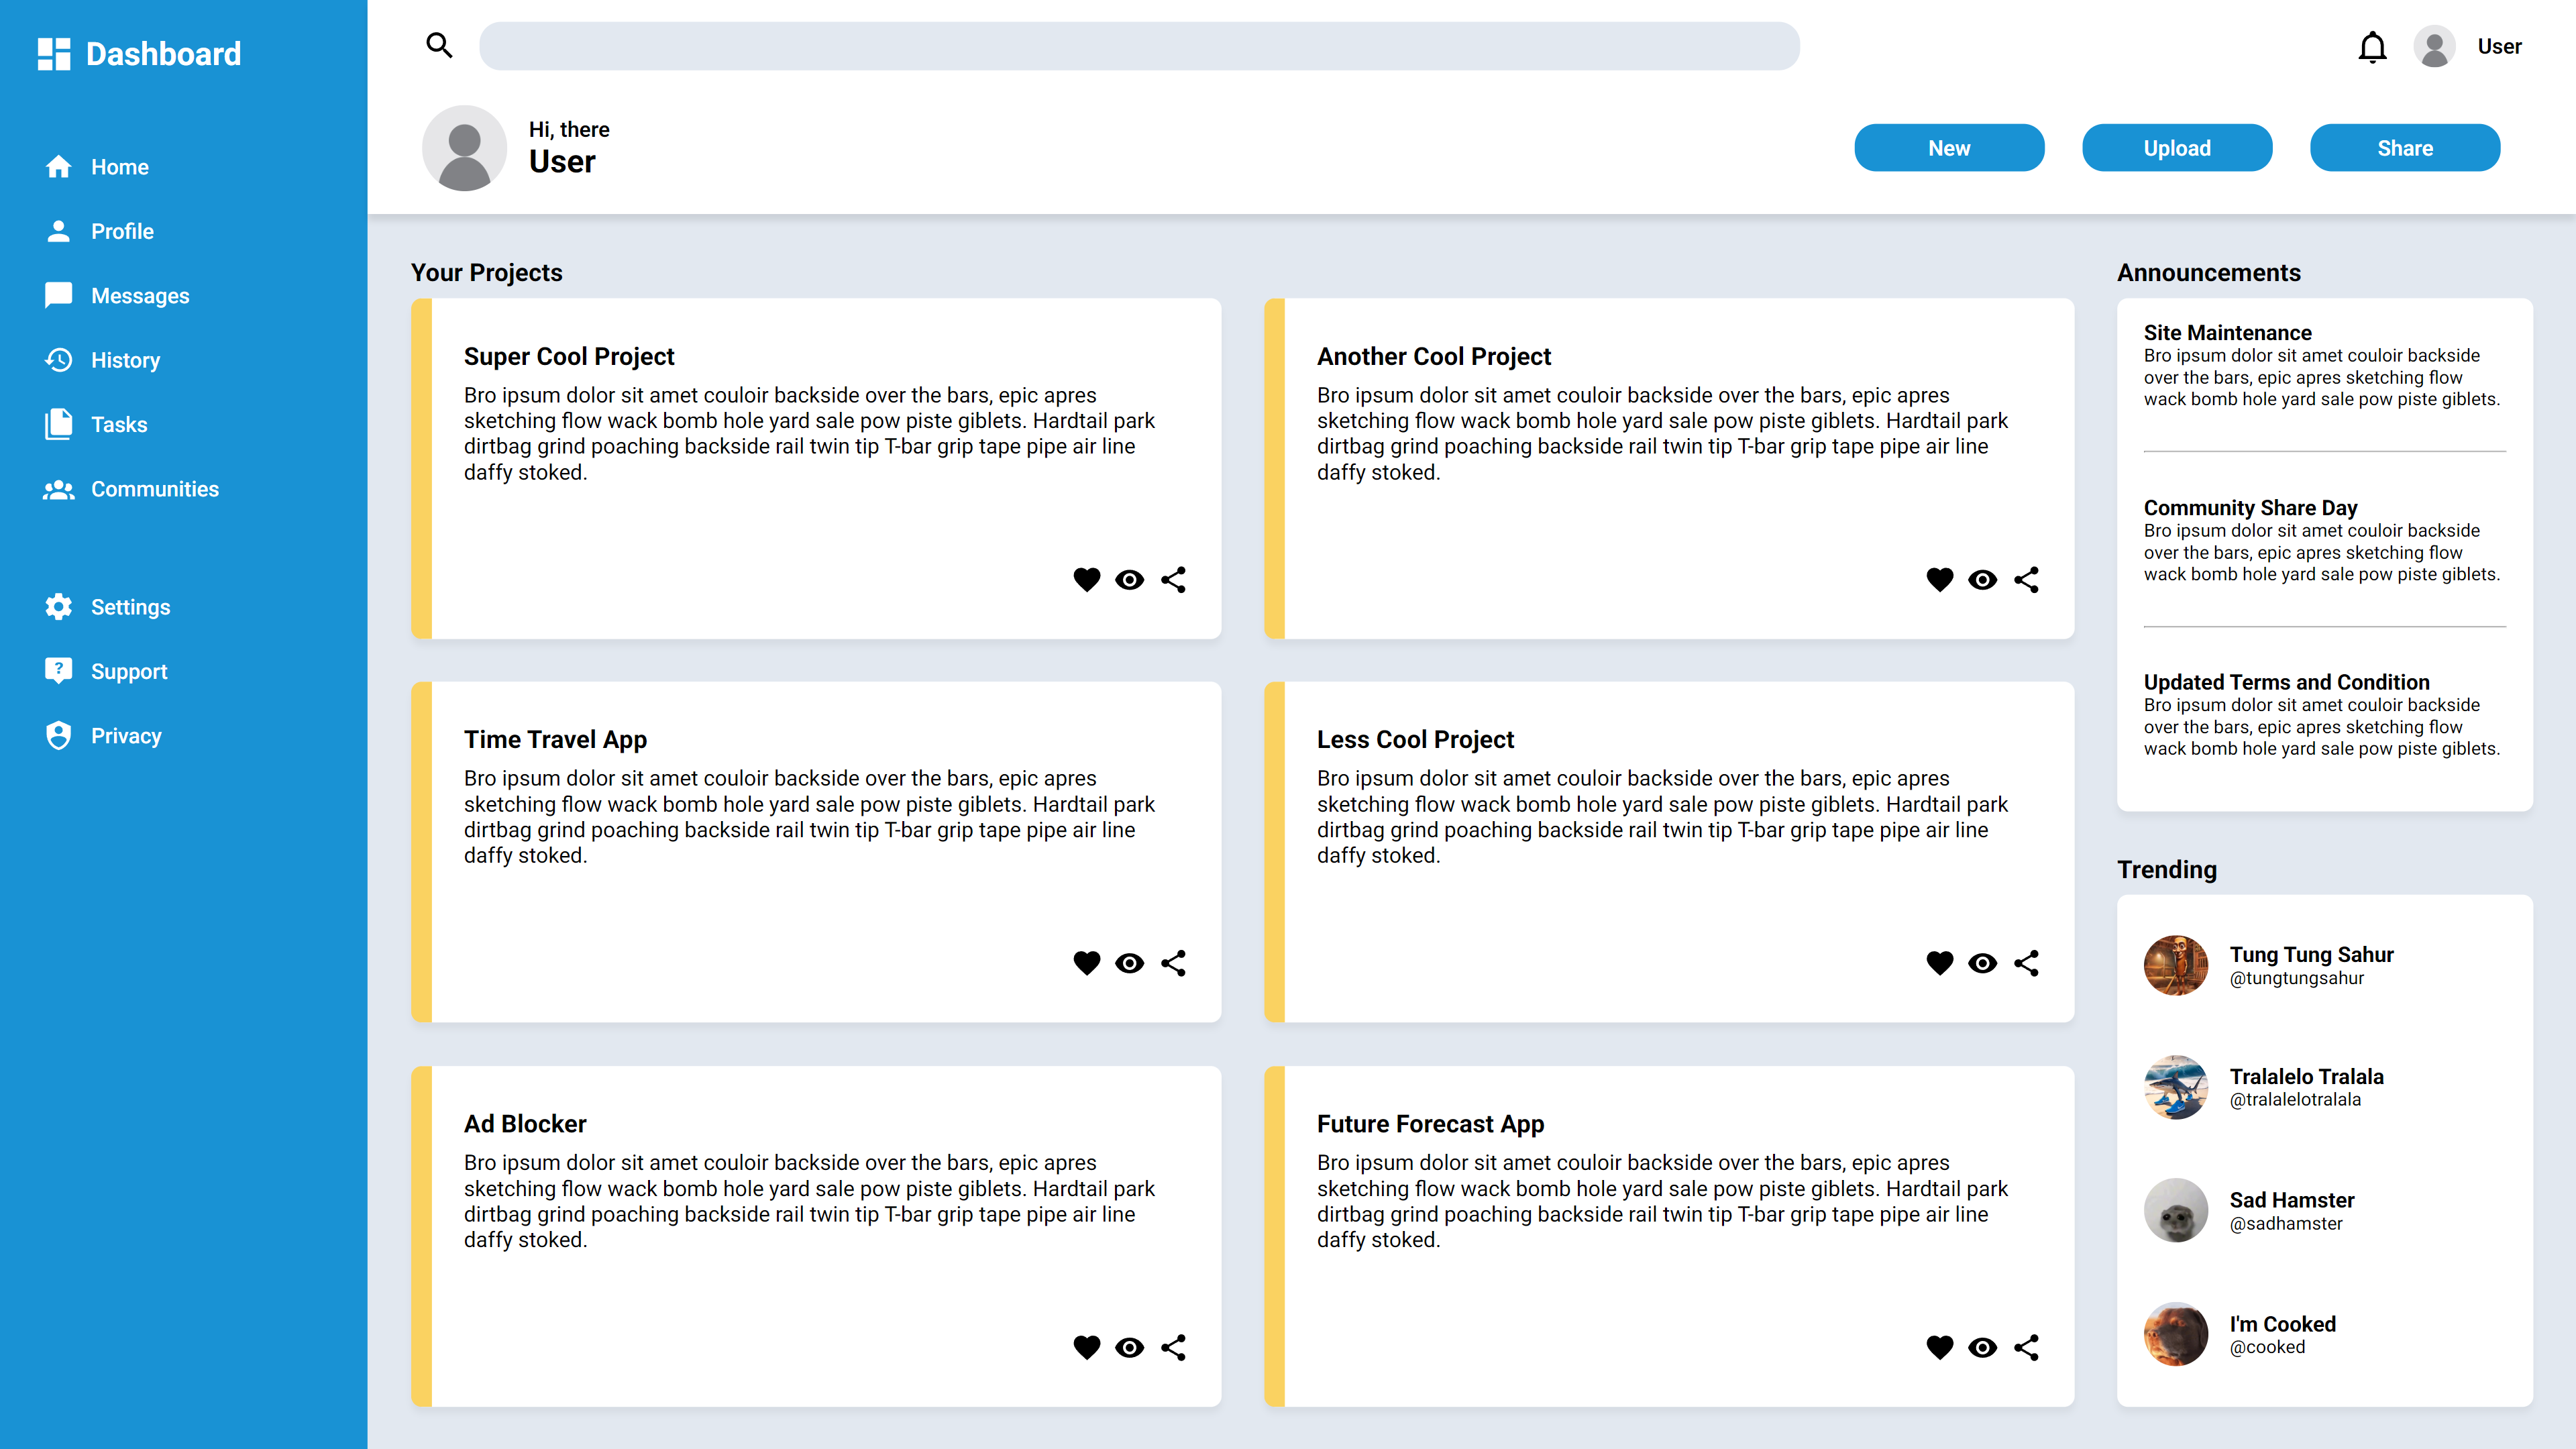 Dashboard
Home
Profile
Messages
History
Tasks
Communities
Settings
Support
Privacy
User
Hi, there
User
New
Upload
Share
Your Projects
Super Cool Project
Bro ipsum dolor sit amet couloir backside over the bars, epic apres
sketching flow wack bomb hole yard sale pow piste giblets. Hardtail park
dirtbag grind poaching backside rail twin tip T-bar grip tape pipe air line
daffy stoked.
Another Cool Project
Bro ipsum dolor sit amet couloir backside over the bars, epic apres
sketching flow wack bomb hole yard sale pow piste giblets. Hardtail park
dirtbag grind poaching backside rail twin tip T-bar grip tape pipe air line
daffy stoked.
Time Travel App
Bro ipsum dolor sit amet couloir backside over the bars, epic apres
sketching flow wack bomb hole yard sale pow piste giblets. Hardtail park
dirtbag grind poaching backside rail twin tip T-bar grip tape pipe air line
daffy stoked.
Less Cool Project
Bro ipsum dolor sit amet couloir backside over the bars, epic apres
sketching flow wack bomb hole yard sale pow piste giblets. Hardtail park
dirtbag grind poaching backside rail twin tip T-bar grip tape pipe air line
daffy stoked.
Ad Blocker
Bro ipsum dolor sit amet couloir backside over the bars, epic apres
sketching flow wack bomb hole yard sale pow piste giblets. Hardtail park
dirtbag grind poaching backside rail twin tip T-bar grip tape pipe air line
daffy stoked.
Future Forecast App
Bro ipsum dolor sit amet couloir backside over the bars, epic apres
sketching flow wack bomb hole yard sale pow piste giblets. Hardtail park
dirtbag grind poaching backside rail twin tip T-bar grip tape pipe air line
daffy stoked.
Announcements
Site Maintenance
Bro ipsum dolor sit amet couloir backside
over the bars, epic apres sketching flow
wack bomb hole yard sale pow piste giblets.
Community Share Day
Bro ipsum dolor sit amet couloir backside
over the bars, epic apres sketching flow
wack bomb hole yard sale pow piste giblets.
Updated Terms and Condition
Bro ipsum dolor sit amet couloir backside
over the bars, epic apres sketching flow
wack bomb hole yard sale pow piste giblets.
Trending
Tung Tung Sahur
@tungtungsahur
Tralalelo Tralala
@tralalelotralala
Sad Hamster
@sadhamster
I'm Cooked
@cooked